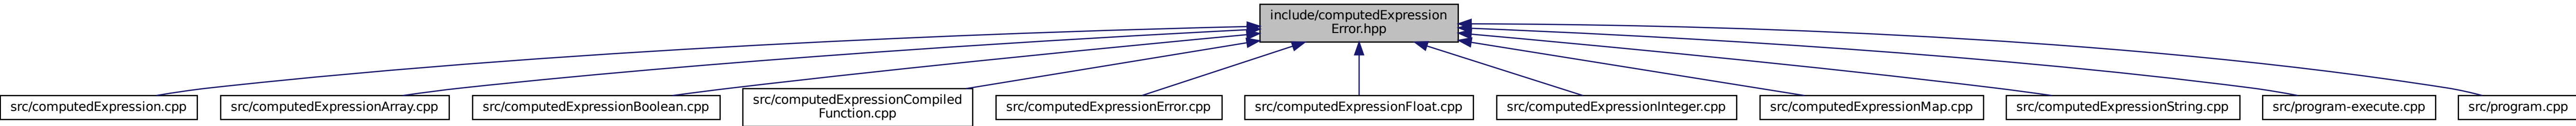 include/computedExpression
Error.hpp
src/computedExpression.cpp
src/computedExpressionArray.cpp
src/computedExpressionBoolean.cpp
src/computedExpressionCompiled
Function.cpp
src/computedExpressionError.cpp
src/computedExpressionFloat.cpp
src/computedExpressionInteger.cpp
src/computedExpressionMap.cpp
src/computedExpressionString.cpp
src/program-execute.cpp
src/program.cpp